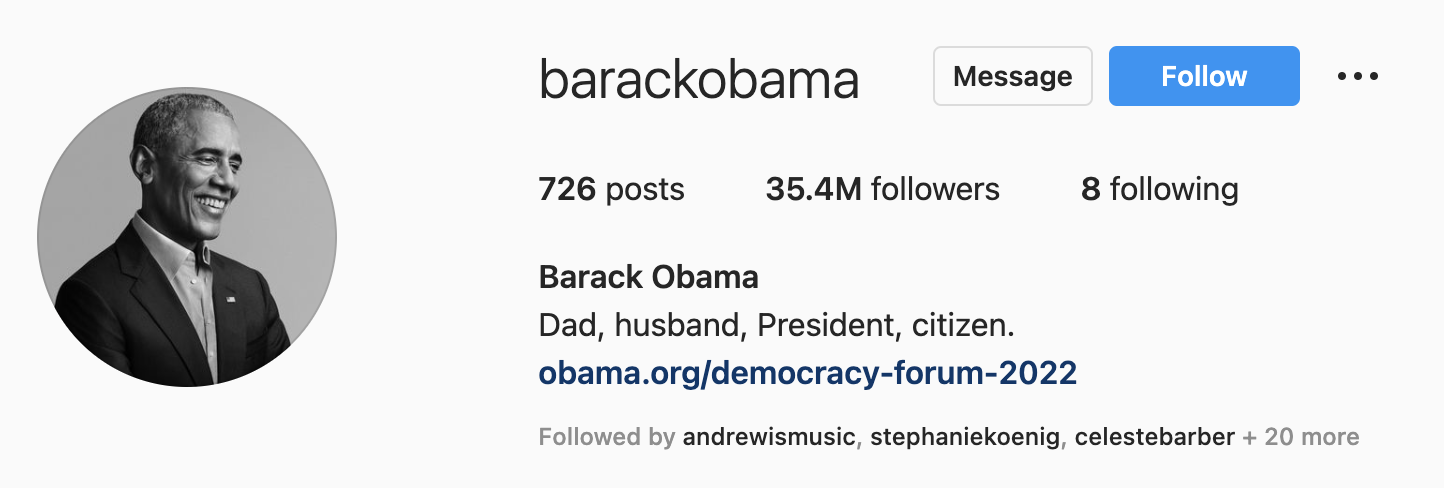 barackobama Message Follow
726 posts 35.4M followers 8 following
Barack Obama
Dad, husband, President, citizen.
obama.org/democracy-forum-2022
Followed by andrewismusic, stephaniekoenig, celestebarber + 20 more